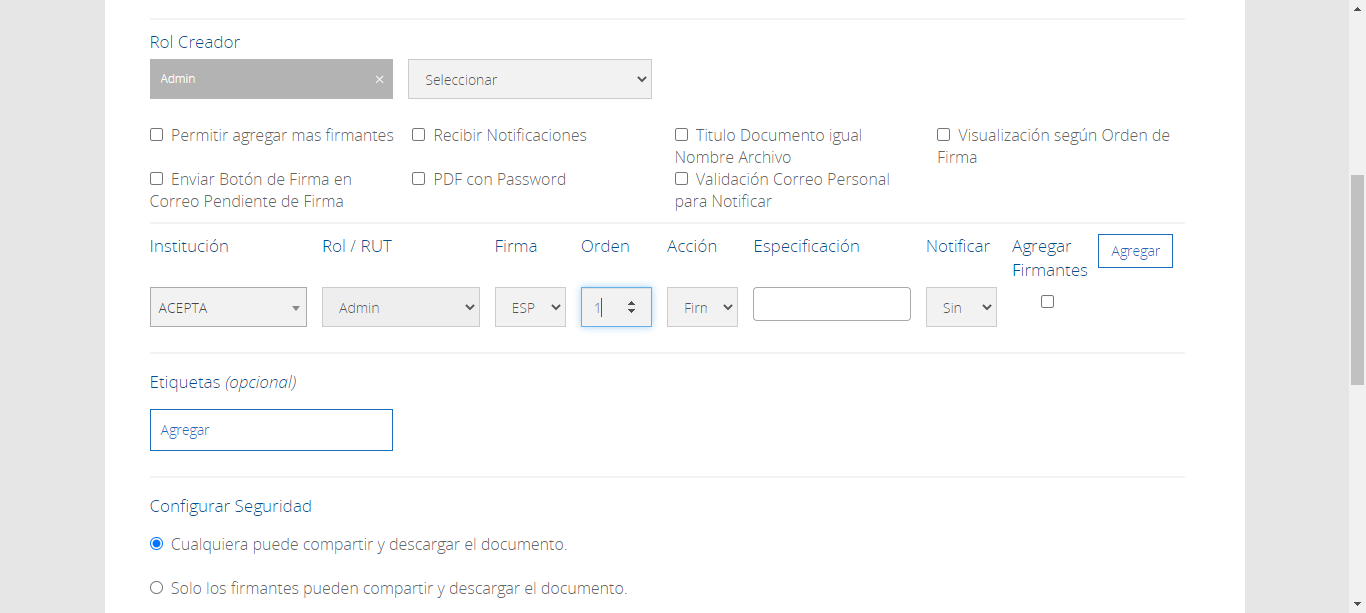 Rol Creador
Admin ×
Seleccionar
Permitir agregar mas firmantes
Recibir Notificaciones
Titulo Documento igual
Nombre Archivo
Visualización según Orden de
Firma
Enviar Botón de Firma en
Correo Pendiente de Firma
PDF con Password
Validación Correo Personal
para Notificar
Institución
Rol / RUT
Firma
Orden
Acción
Especificación
Notificar
Agregar
Firmantes
Agregar
ACEPTA
Admin
ESP
1
Firn
Sin
Etiquetas (opcional)
Agregar
Configurar Seguridad
Cualquiera puede compartir y descargar el documento.
Solo los firmantes pueden compartir y descargar el documento.